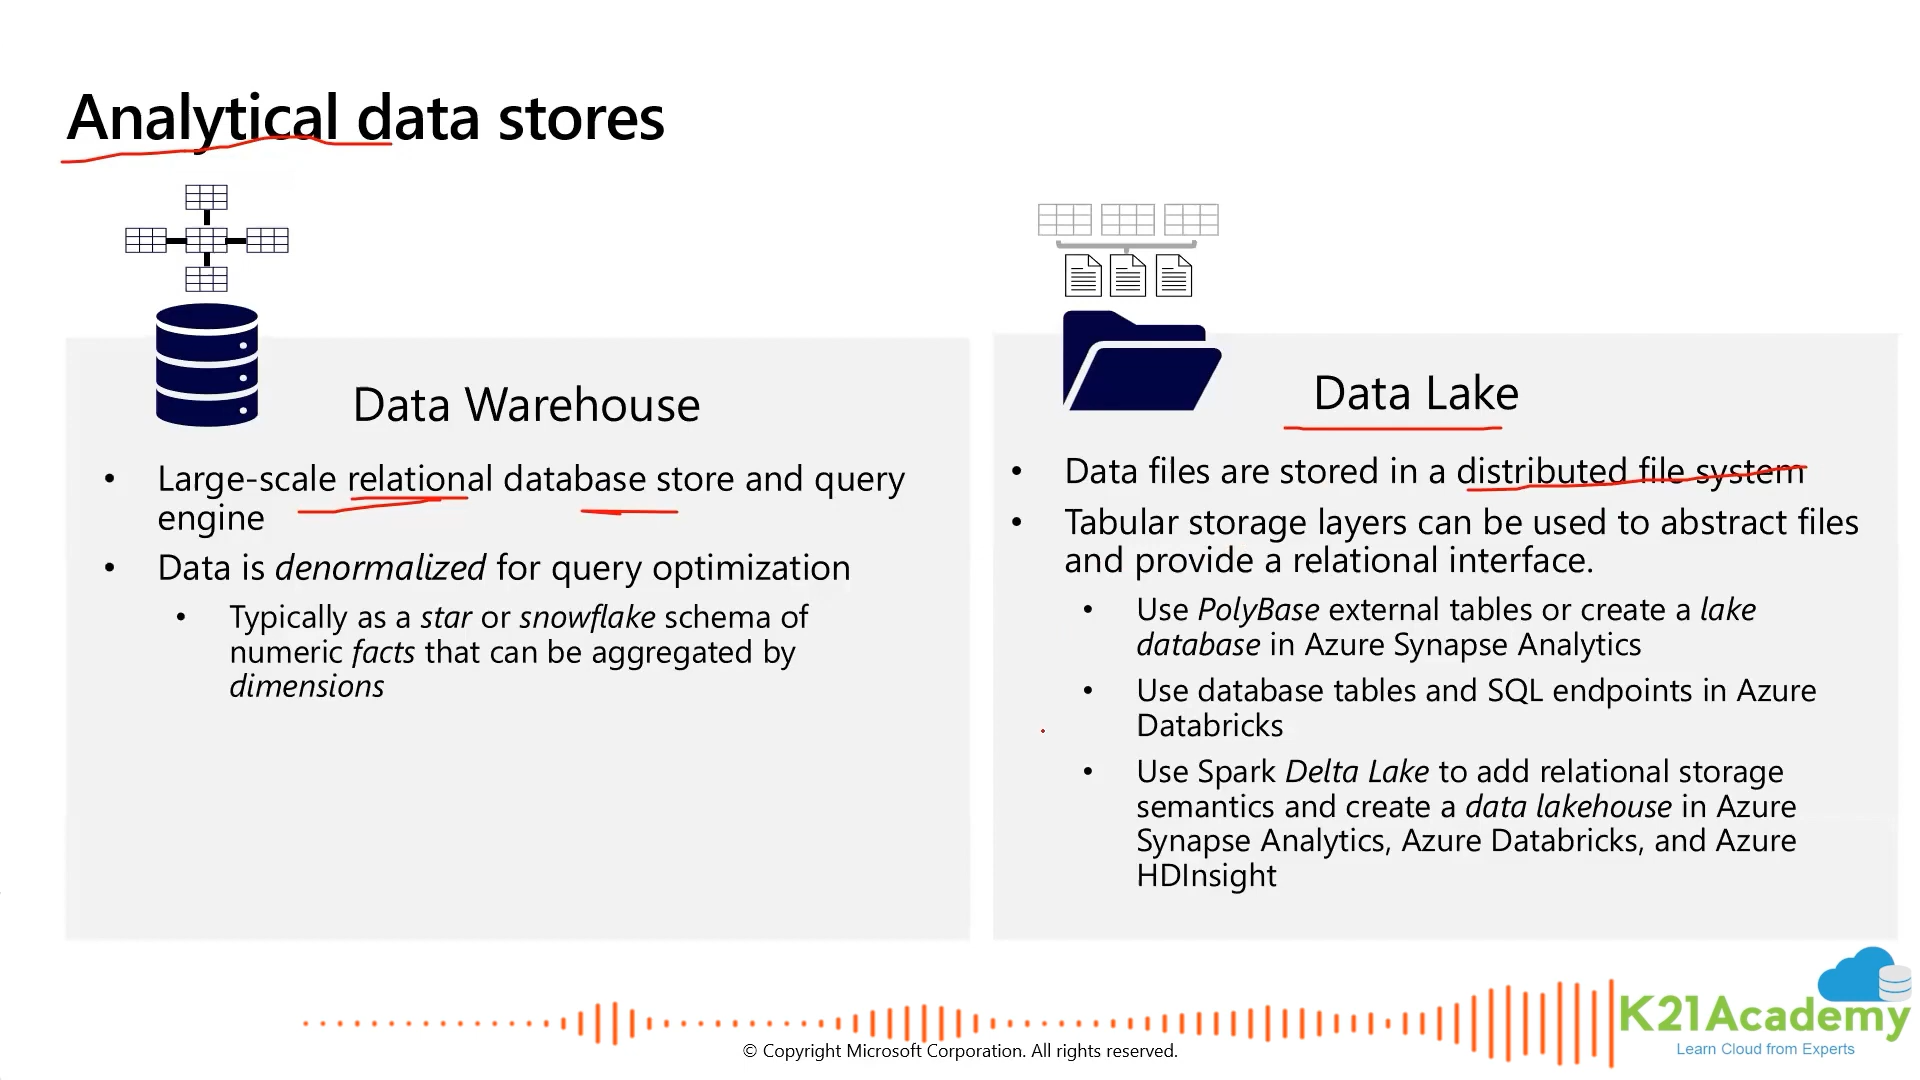 Analytical data stores
Data Warehouse
• Large-scale relational database store and query
engine
• Data is denormalized for query optimization
• Typically as a star or snowflake schema of
numeric facts that can be aggregated by
dimensions
Data Lake
• Data files are stored in a distributed file system
• Tabular storage layers can be used to abstract files
and provide a relational interface.
• Use PolyBase external tables or create a lake
database in Azure Synapse Analytics
• Use database tables and SQL endpoints in Azure
Databricks
• Use Spark Delta Lake to add relational storage
semantics and create a data lakehouse in Azure
Synapse Analytics, Azure Databricks, and Azure
HDInsight
K21Academy
Learn Cloud from Experts
© Copyright Microsoft Corporation. All rights reserved.